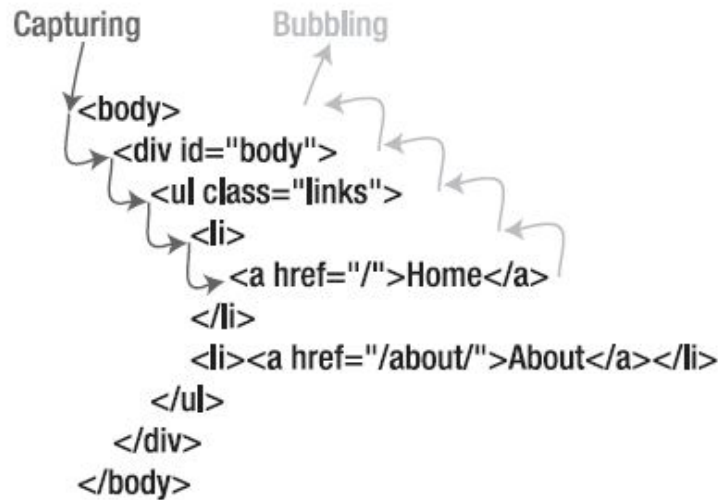 Capturing Bubbling
<body>
<div id="body">
<ul class="links">
<li>
<a href="/">Home</a>
</li>
<li><a href="/about/">About</a></li>
</ul>
</div>
</body>